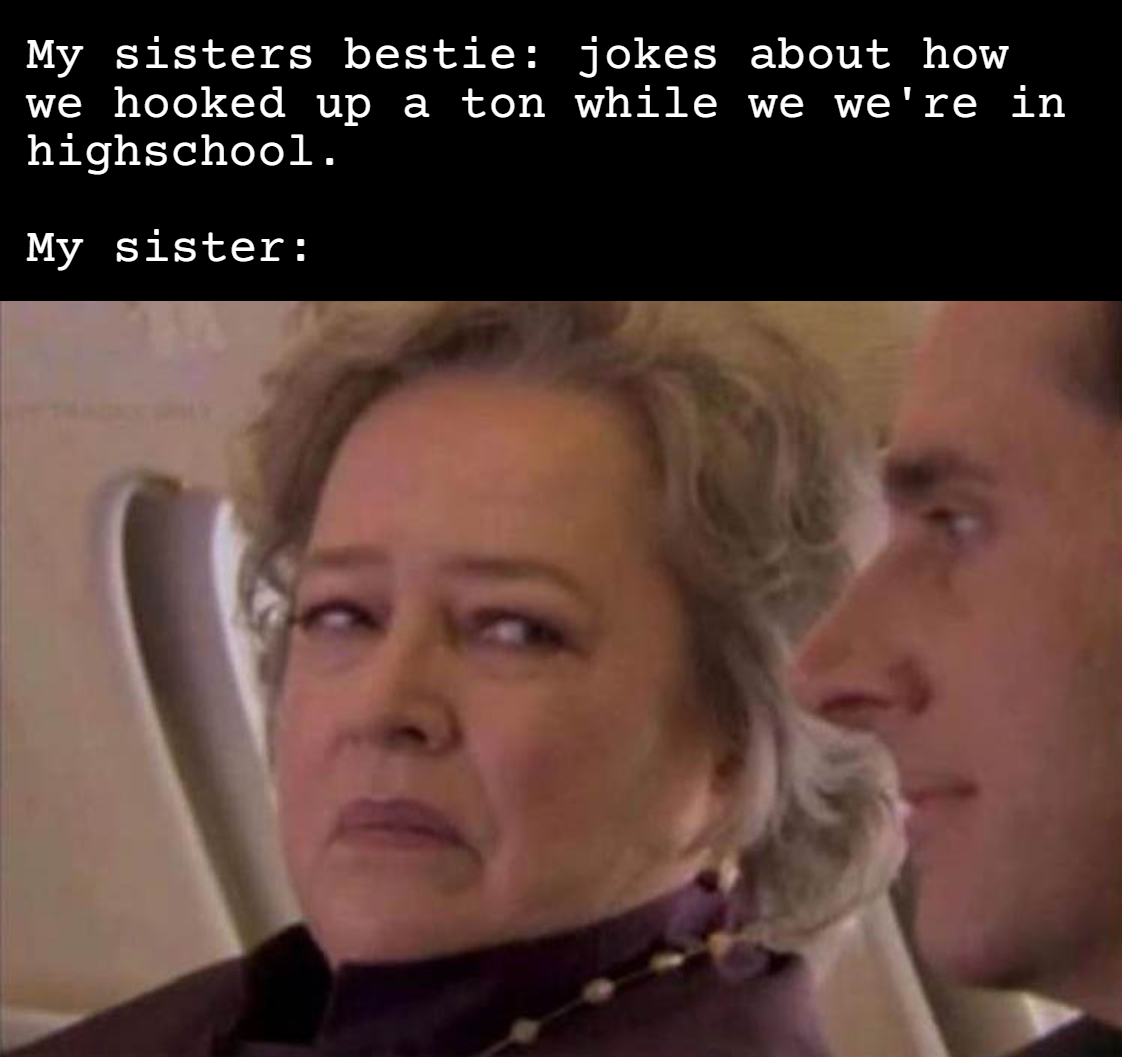 My sisters bestie: jokes about how
we hooked up a ton while we we're in
highschool.
My sister: